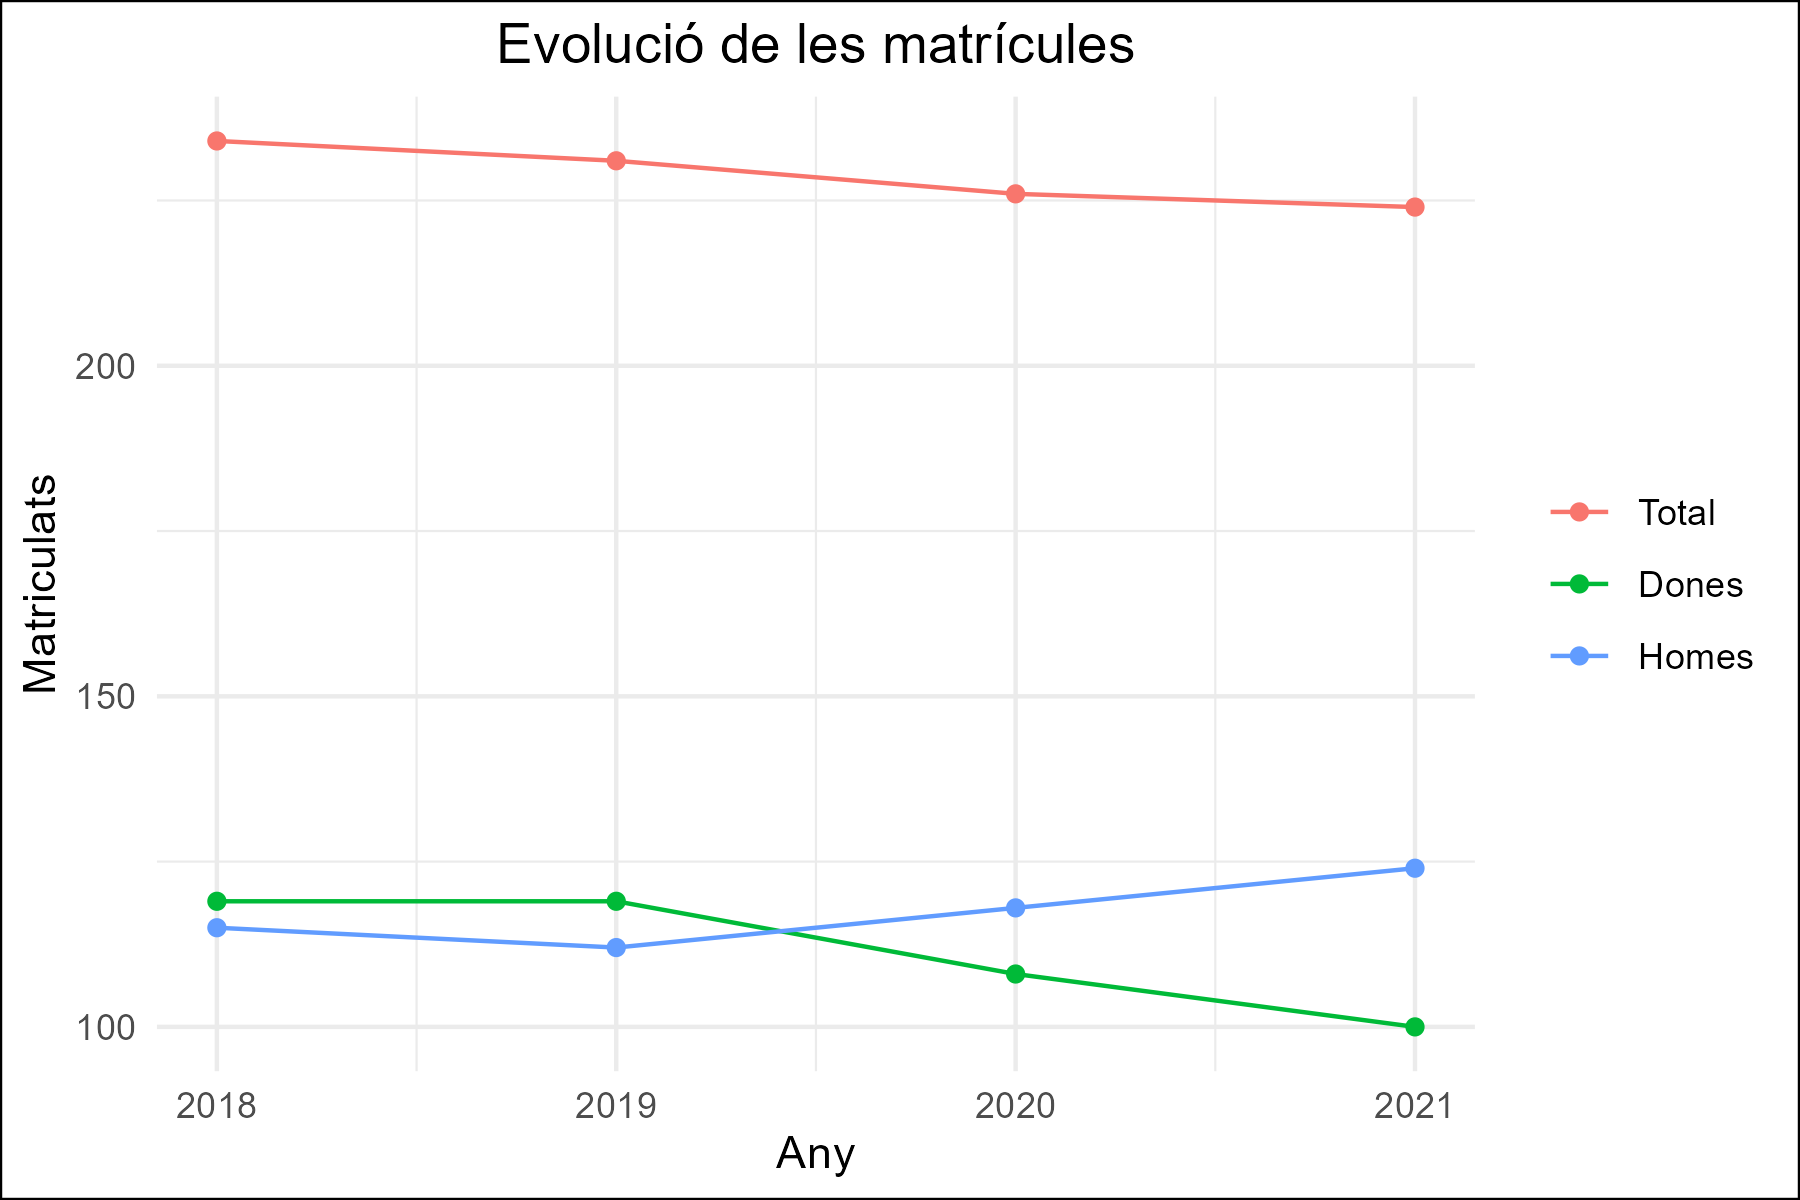 Evolució de les matrícules
Matriculats
200
150
100
2018
2019
2020
2021
Any
Total
Dones
Homes